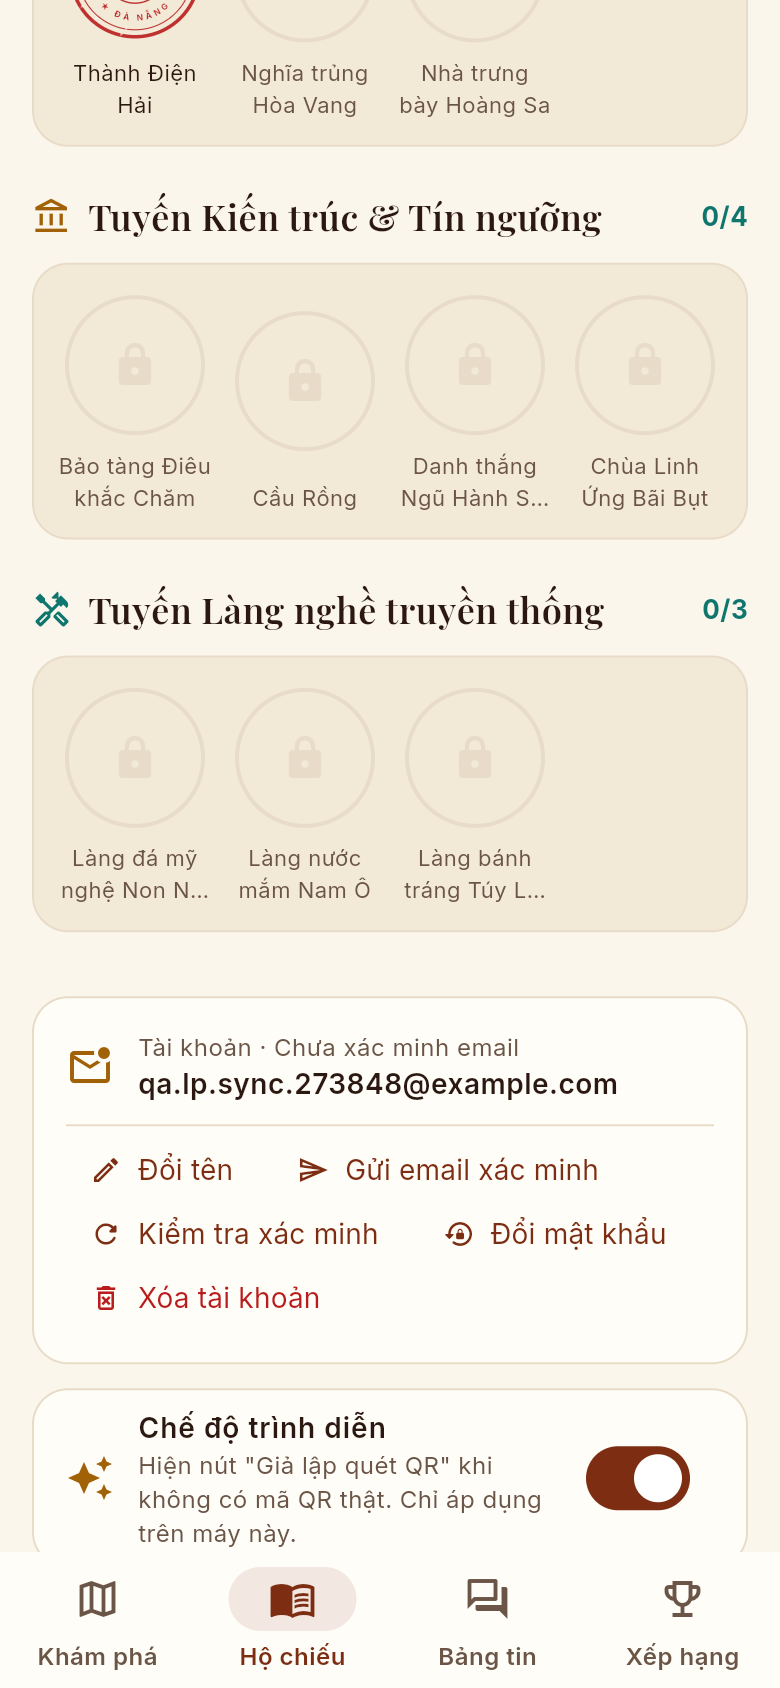 ★ ĐÀ NẴNG
Thành Điện
Hải
Nghĩa trủng
Hòa Vang
Nhà trưng
bày Hoàng Sa
Tuyến Kiến trúc & Tín ngưỡng
0/4
Bảo tàng Điêu
khắc Chăm
Cầu Rồng
Danh thắng
Ngũ Hành S...
Chùa Linh
Ứng Bãi Bụt
Tuyến Làng nghề truyền thống
0/3
Làng đá mỹ
nghệ Non N...
Làng nước
mắm Nam Ô
Làng bánh
tráng Túy L...
Tài khoản · Chưa xác minh email
qa.lp.sync.273848@example.com
Đổi tên
Gửi email xác minh
Kiểm tra xác minh
Đổi mật khẩu
Xóa tài khoản
Chế độ trình diễn
Hiện nút "Giả lập quét QR" khi
không có mã QR thật. Chỉ áp dụng
trên máy này.
Khám phá
Hộ chiếu
Bảng tin
Xếp hạng